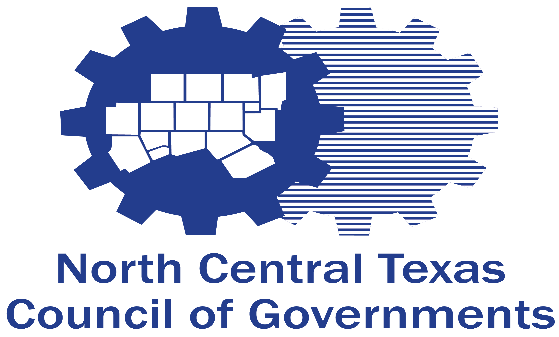 North Central Texas
Council of Governments